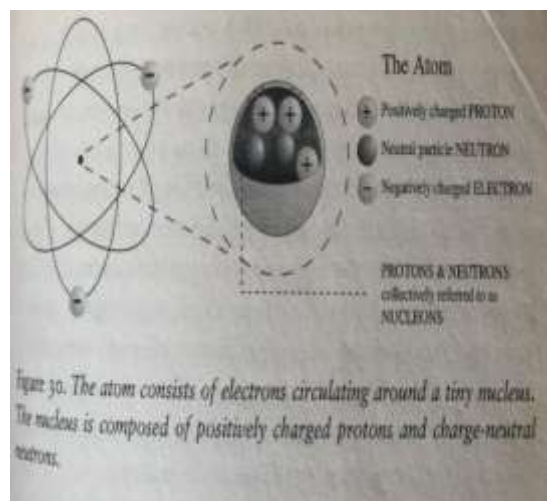 The Atom
+ Positively charged PROTON
Neutral particle NEUTRON
− Negatively charged ELECTRON
PROTONS & NEUTRONS
collectively referred to as
NUCLEONS
Figure 30. The atom consists of electrons circulating around a tiny nucleus.
The nucleus is composed of positively charged protons and charge-neutral
neutrons.